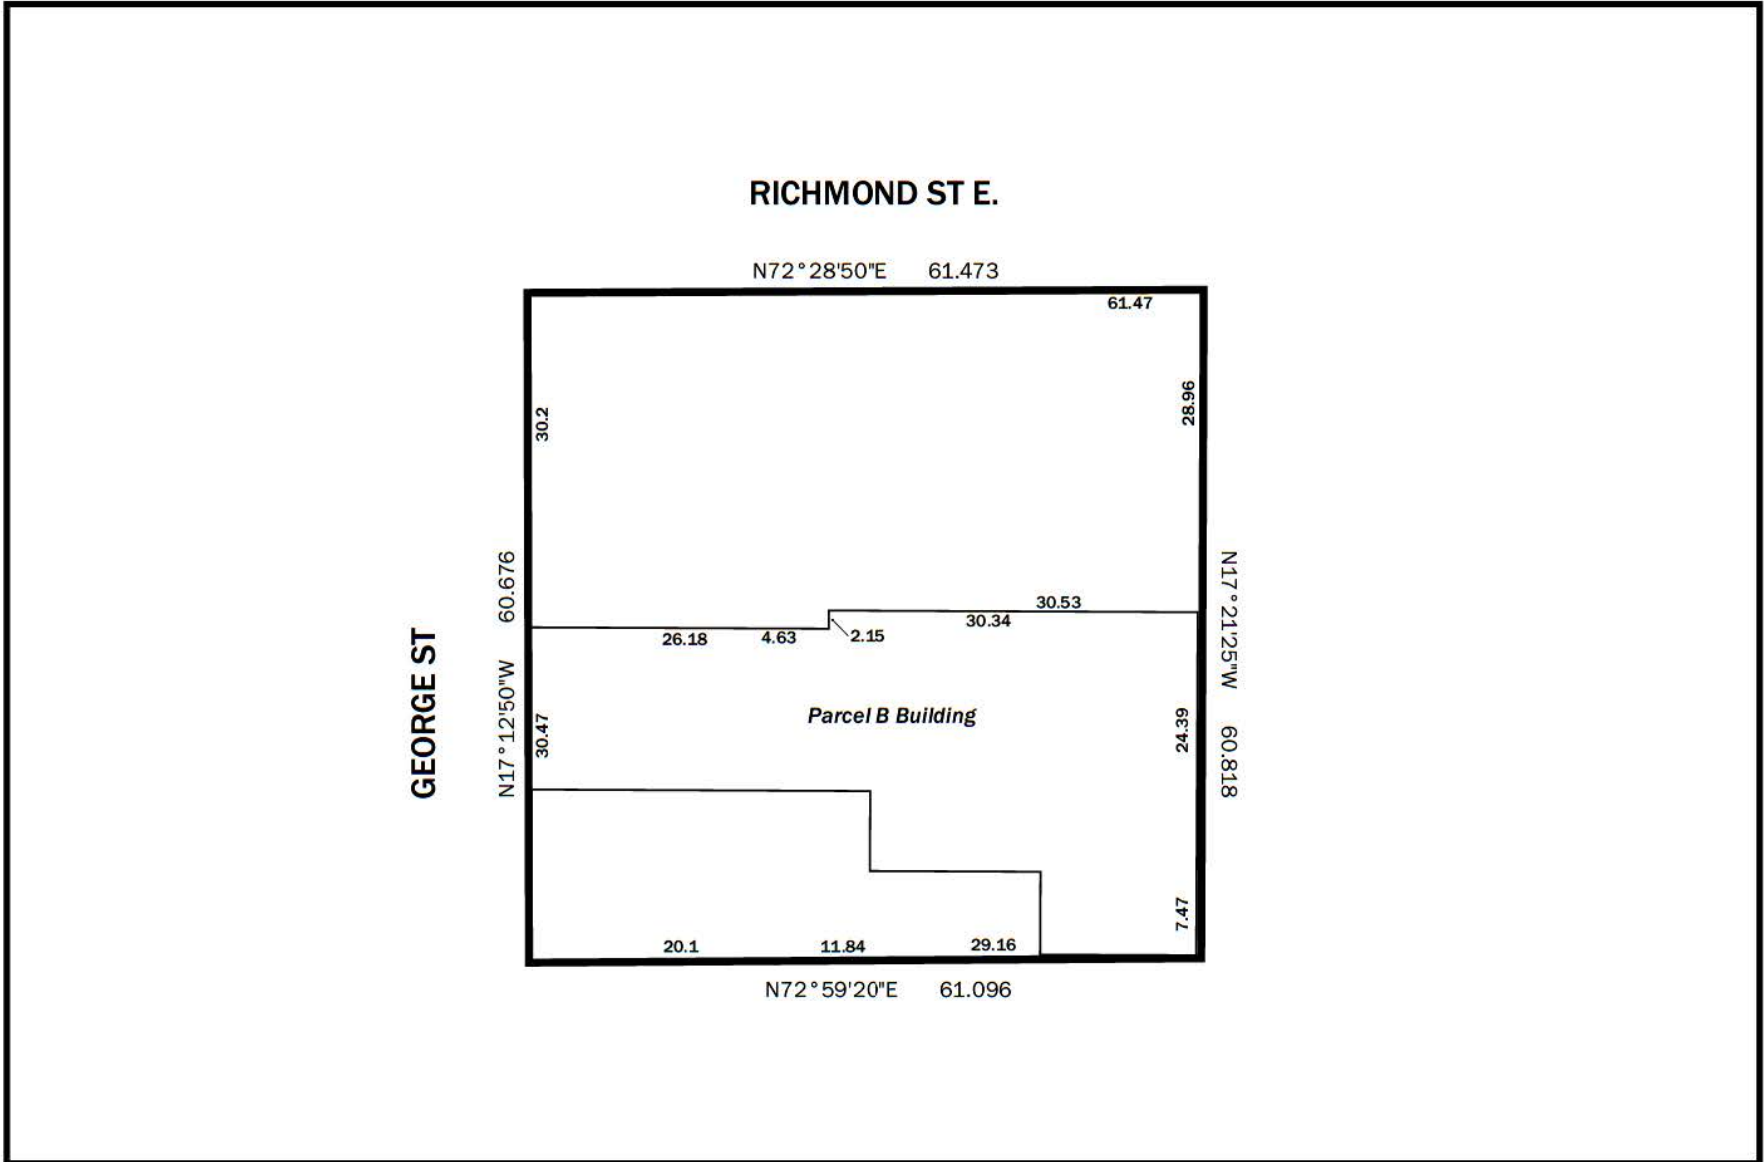 RICHMOND ST E.
N72°28'50"E 61.473
61.47
30.2
28.96
GEORGE ST
N17°12'50"W 60.676
N17°21'25"W 60.818
30.53
30.34
26.18 4.63 2.15
Parcel B Building
30.47
24.39
7.47
20.1 11.84 29.16
N72°59'20"E 61.096